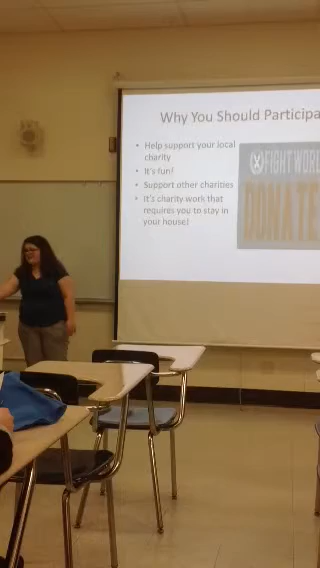 Why You Should Participa
• Help support your local
charity
• It's fun!
• Support other charities
• It's charity work that
requires you to stay in
your house!
FIGHT WORL
DONATE